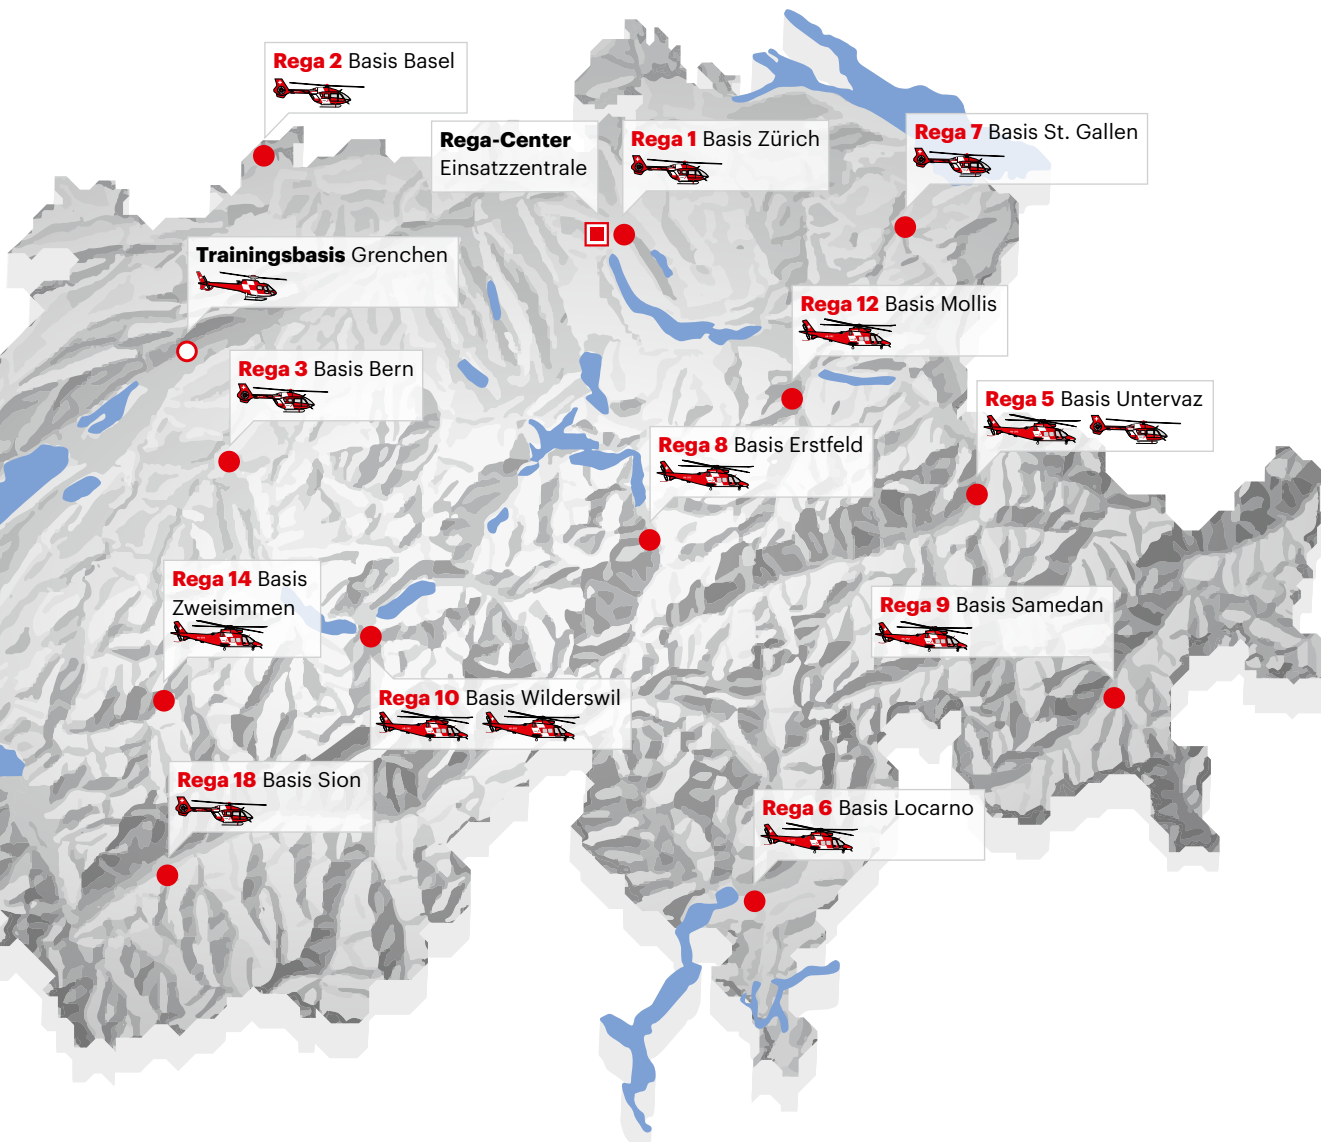 Rega 2 Basis Basel
Rega-Center
Einsatzzentrale
Rega 1 Basis Zürich
Rega 7 Basis St. Gallen
Trainingsbasis Grenchen
Rega 12 Basis Mollis
Rega 3 Basis Bern
Rega 5 Basis Untervaz
Rega 8 Basis Erstfeld
Rega 14 Basis
Zweisimmen
Rega 9 Basis Samedan
Rega 10 Basis Wilderswil
Rega 18 Basis Sion
Rega 6 Basis Locarno